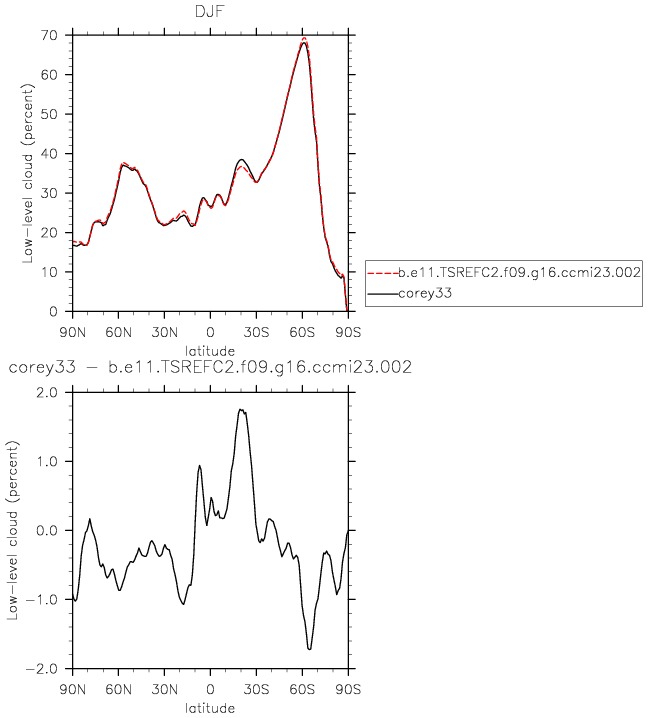 DJF
70
60
50
40
30
20
10
0
Low-level cloud (percent)
90N 60N 30N 0 30S 60S 90S
latitude
b.e11.TSREFC2.f09.g16.ccmi23.002
corey33
corey33 - b.e11.TSREFC2.f09.g16.ccmi23.002
2.0
1.0
0.0
-1.0
-2.0
Low-level cloud (percent)
90N 60N 30N 0 30S 60S 90S
latitude